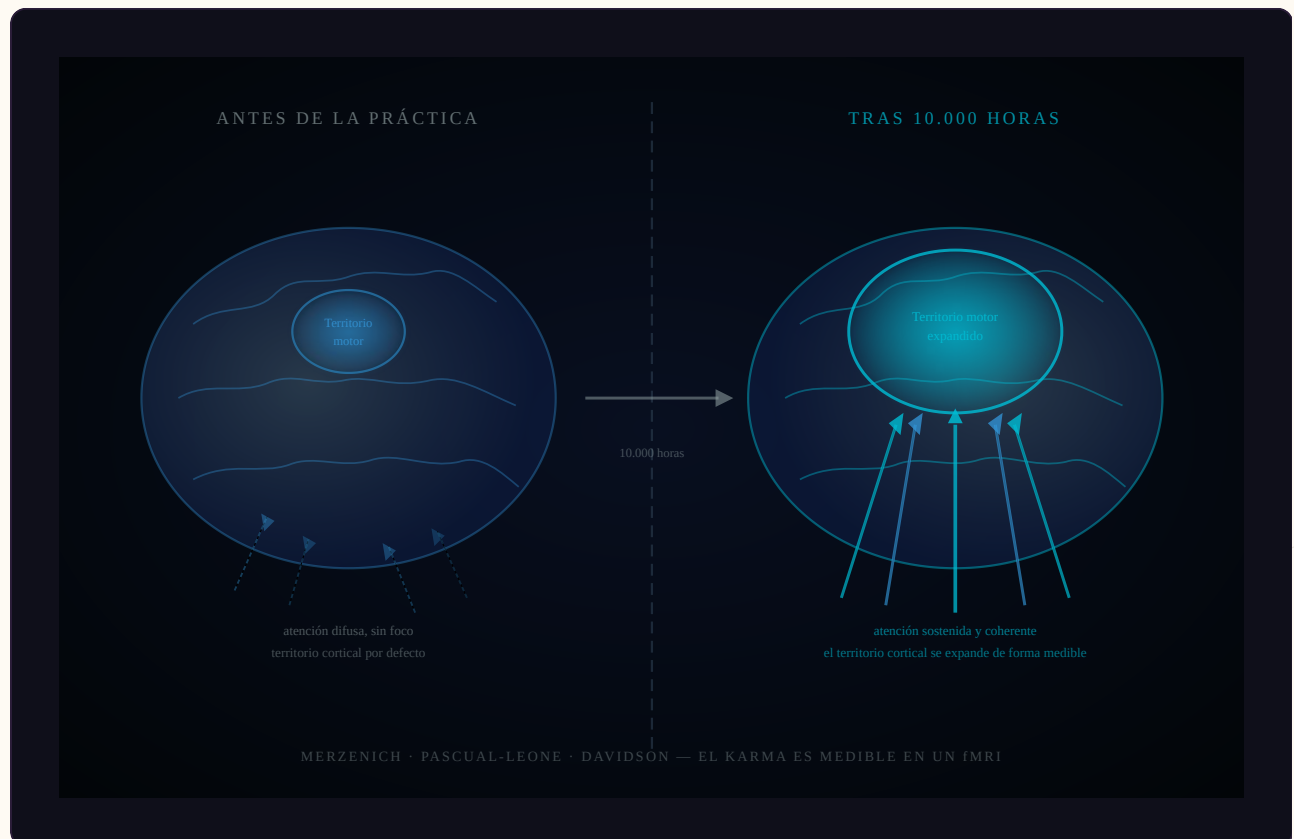 ANTES DE LA PRÁCTICA
TRAS 10.000 HORAS
Territorio
motor
Territorio motor
expandido
10.000 horas
atención difusa, sin foco
territorio cortical por defecto
atención sostenida y coherente
el territorio cortical se expande de forma medible
MERZENICH · PASCUAL-LEONE · DAVIDSON — EL KARMA ES MEDIBLE EN UN fMRI